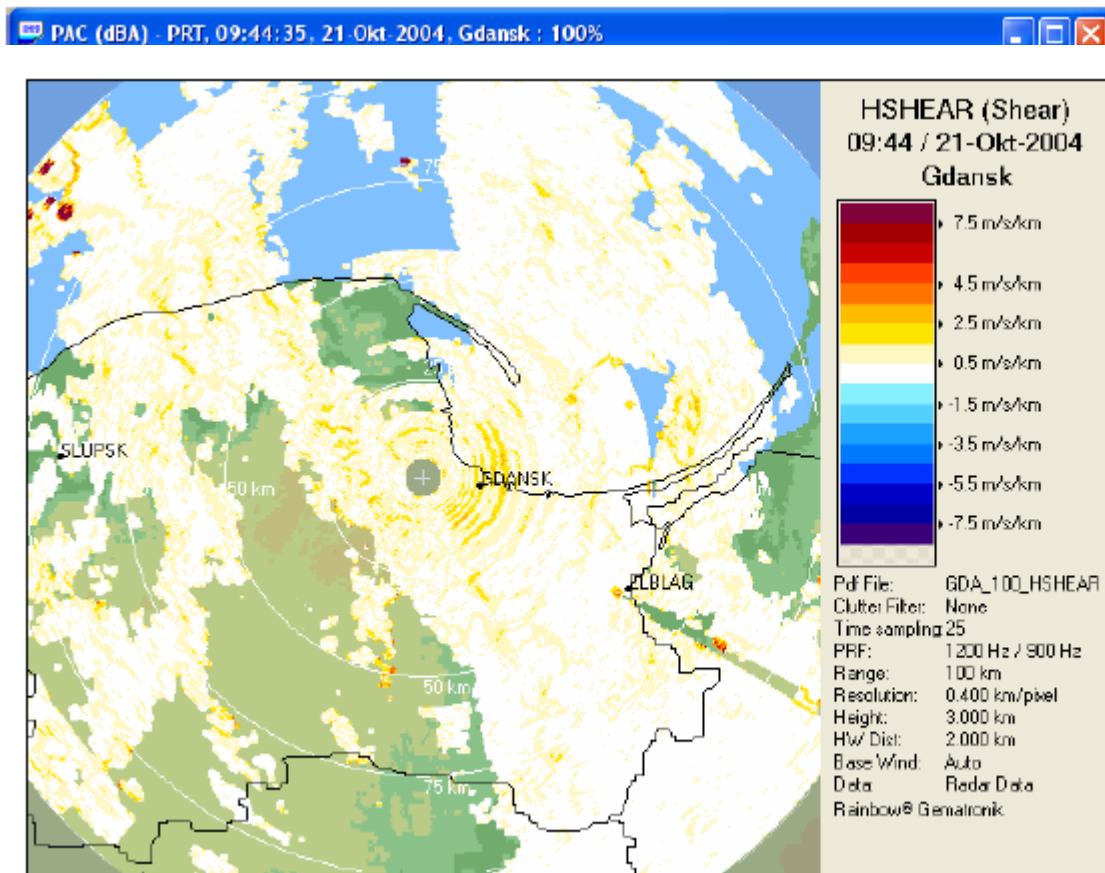 PAC (dBA) - PRT, 09:44:35, 21-Okt-2004, Gdansk : 100%
HSHEAR (Shear)
09:44 / 21-Okt-2004
Gdansk
7.5 m/s/km
4.5 m/s/km
2.5 m/s/km
0.5 m/s/km
-1.5 m/s/km
-3.5 m/s/km
-5.5 m/s/km
-7.5 m/s/km
Pdf File: GDA_100_HSHEAR
Clutter Filter: None
Time sampling: 25
PRF: 1200 Hz / 900 Hz
Range: 100 km
Resolution: 0.400 km/pixel
Height: 3.000 km
HW Dist: 2.000 km
Base Wind: Auto
Data: Radar Data
Rainbow® Gematronik
75
SLUPSK
50 km
GDANSK
ELBLAG
50 km
75 km